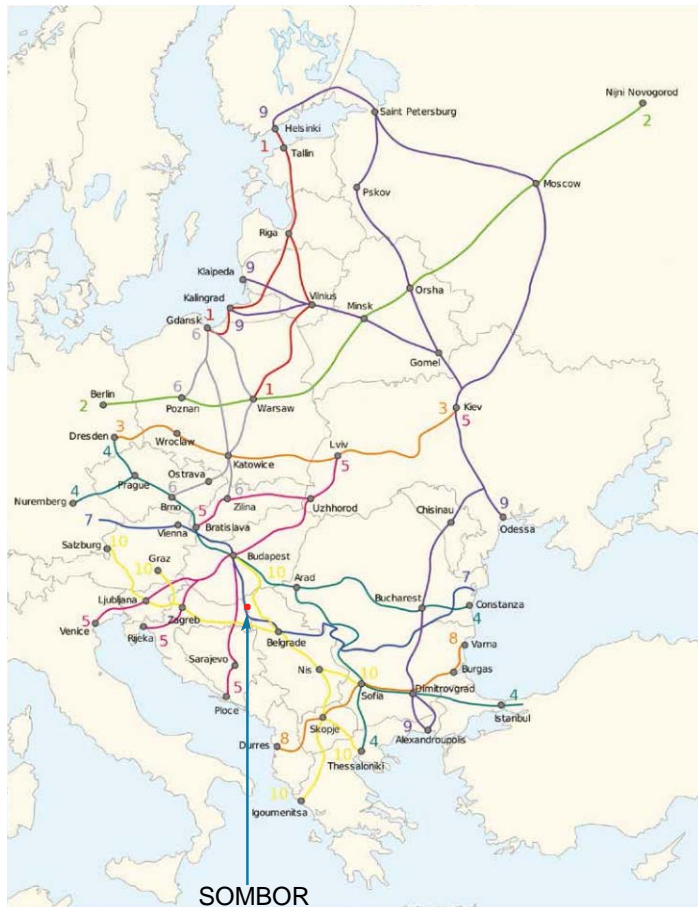 Nijni Novogorod
2
9
Saint Petersburg
Helsinki
1
Tallin
Moscow
Pskov
Riga
Klaipeda
9
Orsha
Kalingrad
Vilnius
Minsk
1
Gdansk
9
6
Gomel
6
1
Berlin
2
Poznan
Warsaw
3
Kiev
5
3
Dresden
4
Wroclaw
Lviv
Katowice
5
Ostrava
Prague
4
6
6
Nuremberg
Brno
Zilina
Uzhhorod
5
Chisinau
9
7
Vienna
Bratislava
Odessa
Salzburg
10
Graz
Budapest
10
10
Arad
7
Ljubljana
Bucharest
Constanza
4
5
Zagreb
Venice
Rijeka
5
Belgrade
8
Varna
Sarajevo
Nis
10
Burgas
5
Sofia
Dimitrovgrad
4
Ploce
Istanbul
Skopje
9
Durres
8
10
4
Alexandroupolis
Thessaloniki
10
Igoumenitsa
SOMBOR